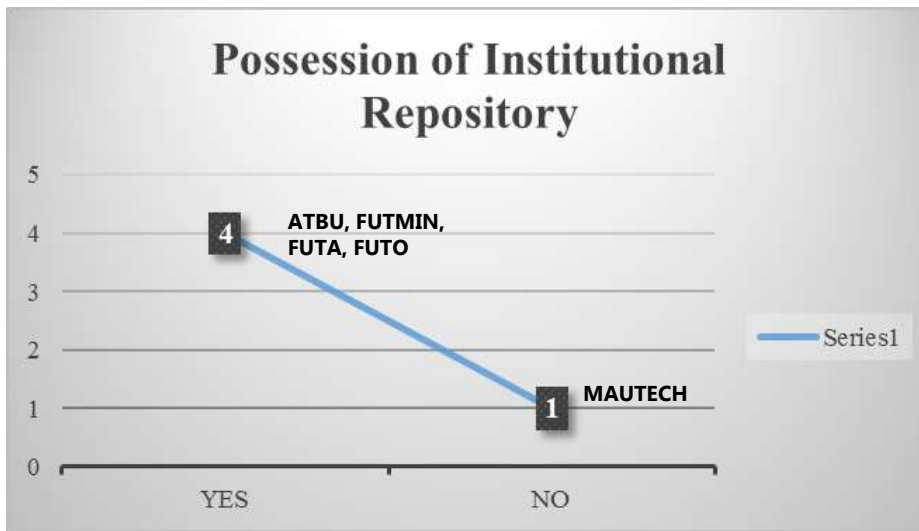 Possession of Institutional
Repository
5
4
3
2
1
0
4
ATBU, FUTMIN,
FUTA, FUTO
1
MAUTECH
Series1
YES
NO